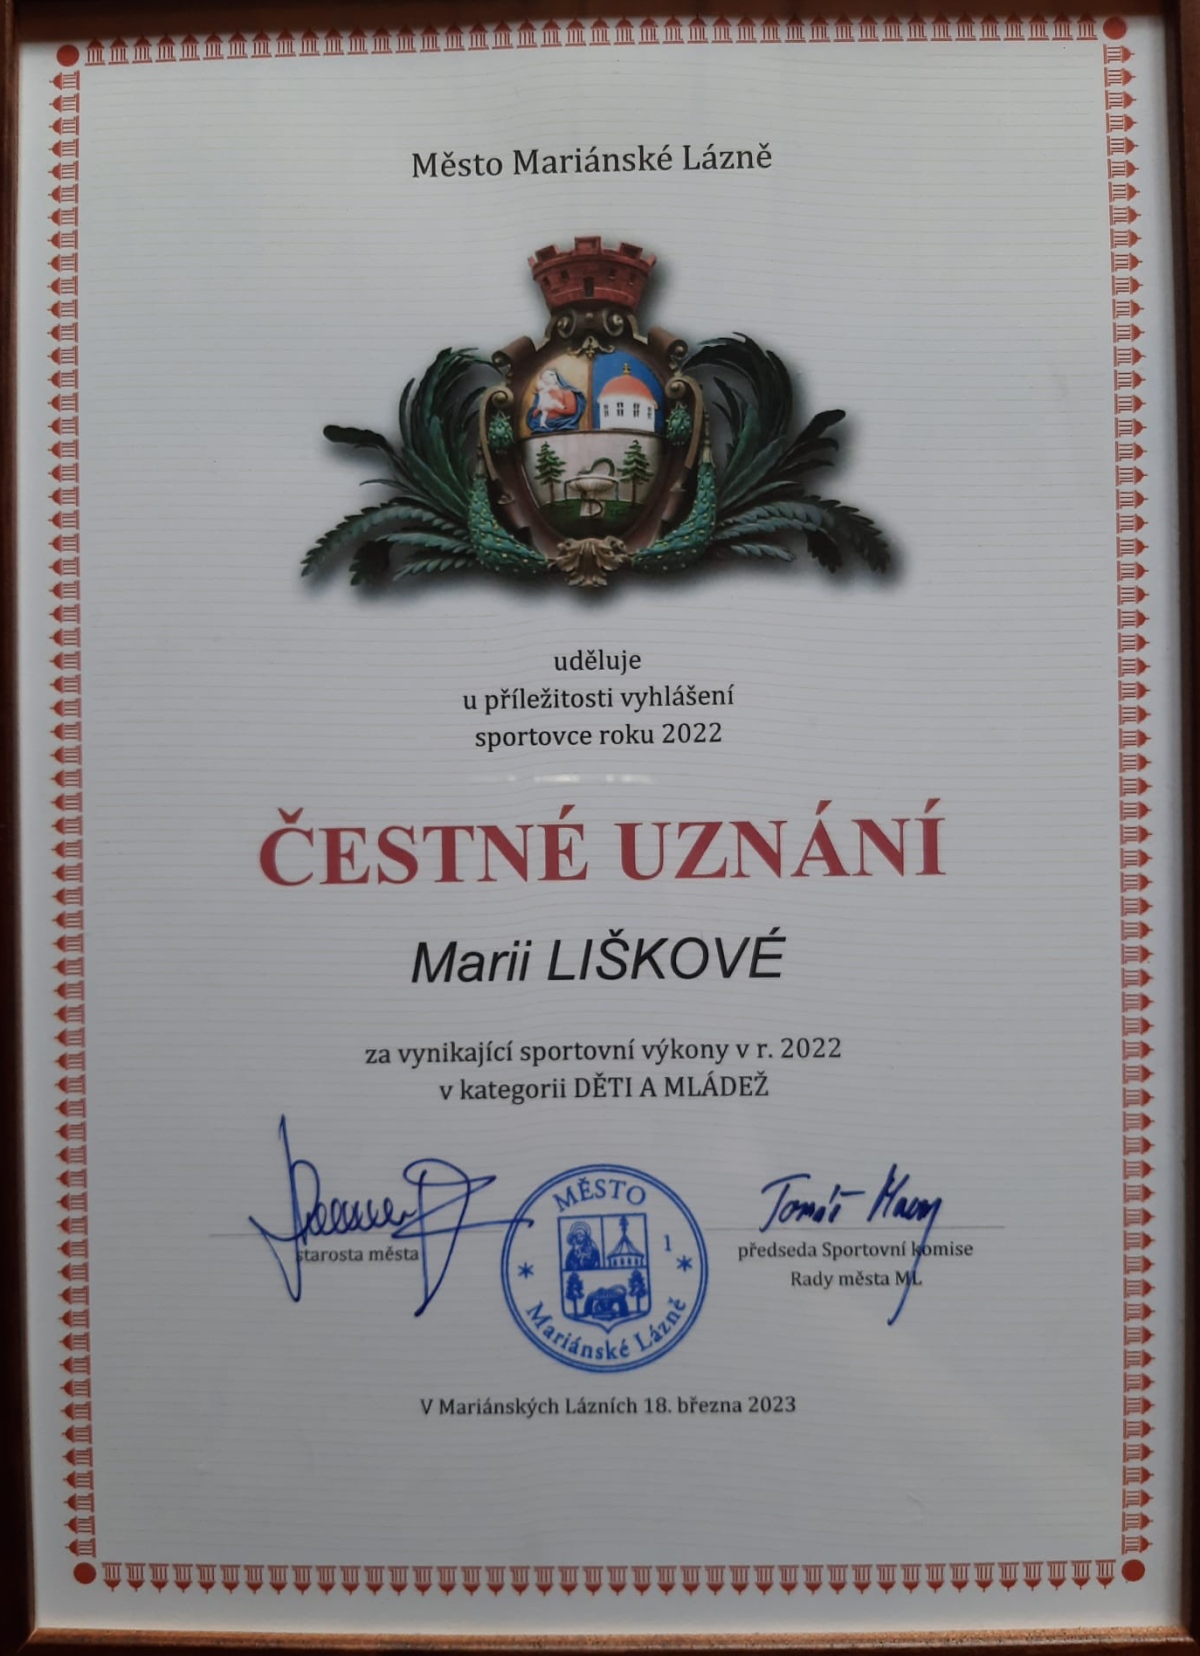 Město Mariánské Lázně
uděluje
u příležitosti vyhlášení
sportovce roku 2022
ČESTNÉ UZNÁNÍ
Marii LIŠKOVÉ
za vynikající sportovní výkony v r. 2022
v kategorii DĚTI A MLÁDEŽ
Tomáš
starosta města
předseda Sportovní komise
Rady města ML
MĚSTO
1
Mariánské Lázně
V Mariánských Lázních 18. března 2023